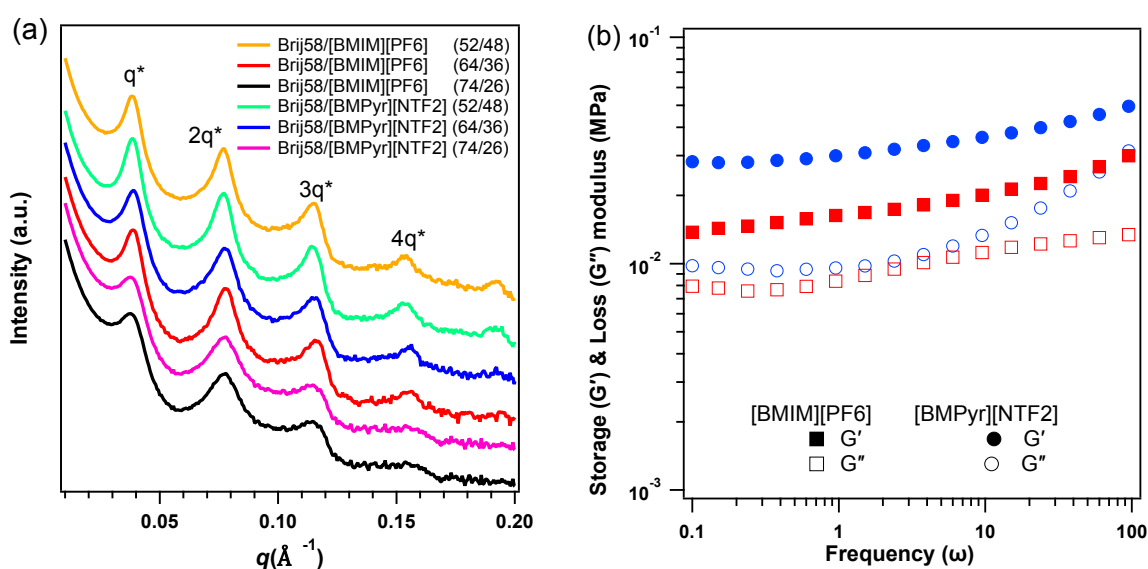 (a)
Brij58/[BMIM][PF6] (52/48)
Brij58/[BMIM][PF6] (64/36)
Brij58/[BMIM][PF6] (74/26)
Brij58/[BMPyr][NTF2] (52/48)
Brij58/[BMPyr][NTF2] (64/36)
Brij58/[BMPyr][NTF2] (74/26)
q*
2q*
3q*
4q*
Intensity (a.u.)
0.05
0.10
0.15
0.20
q(Å -1)
(b)
Storage (G′) & Loss (G″) modulus (MPa)
10-1
10-2
10-3
[BMIM][PF6] [BMPyr][NTF2]
G′ G′
G″ G″
0.1
1
10
100
Frequency (ω)